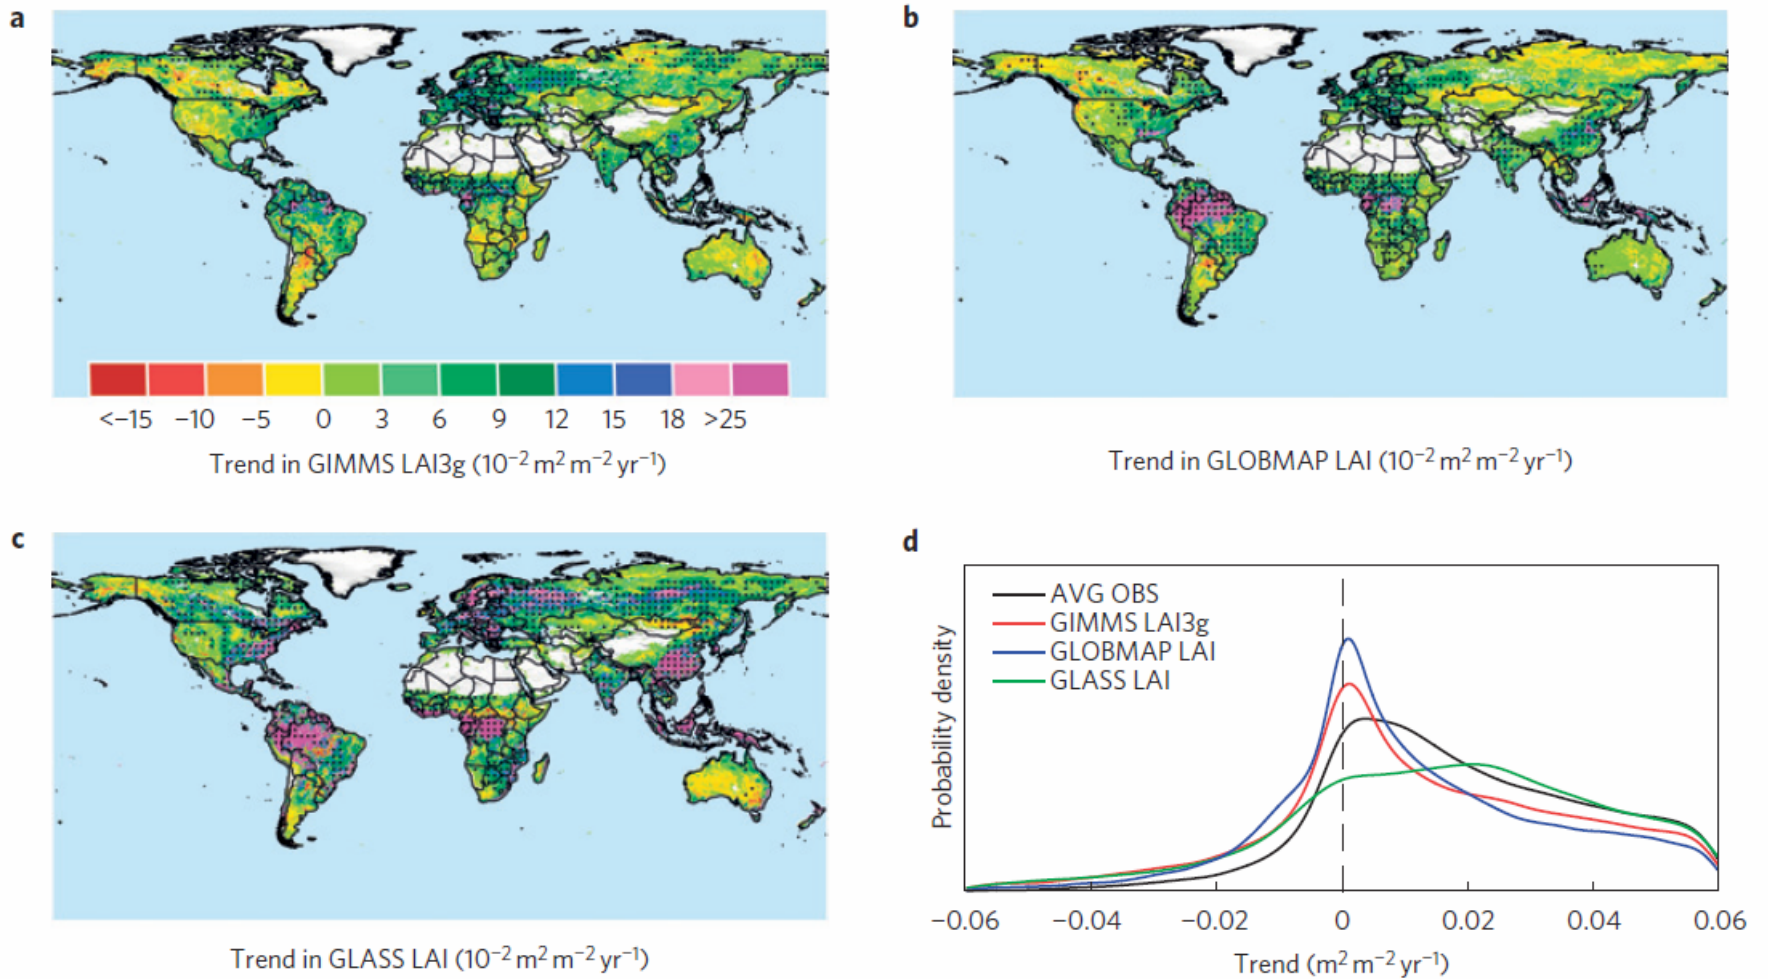 a
b
<−15 −10 −5 0 3 6 9 12 15 18 >25
Trend in GIMMS LAI3g (10⁻² m² m⁻² yr⁻¹)
Trend in GLOBMAP LAI (10⁻² m² m⁻² yr⁻¹)
c
Trend in GLASS LAI (10⁻² m² m⁻² yr⁻¹)
d
AVG OBS
GIMMS LAI3g
GLOBMAP LAI
GLASS LAI
Probability density
−0.06 −0.04 −0.02 0 0.02 0.04 0.06
Trend (m² m⁻² yr⁻¹)